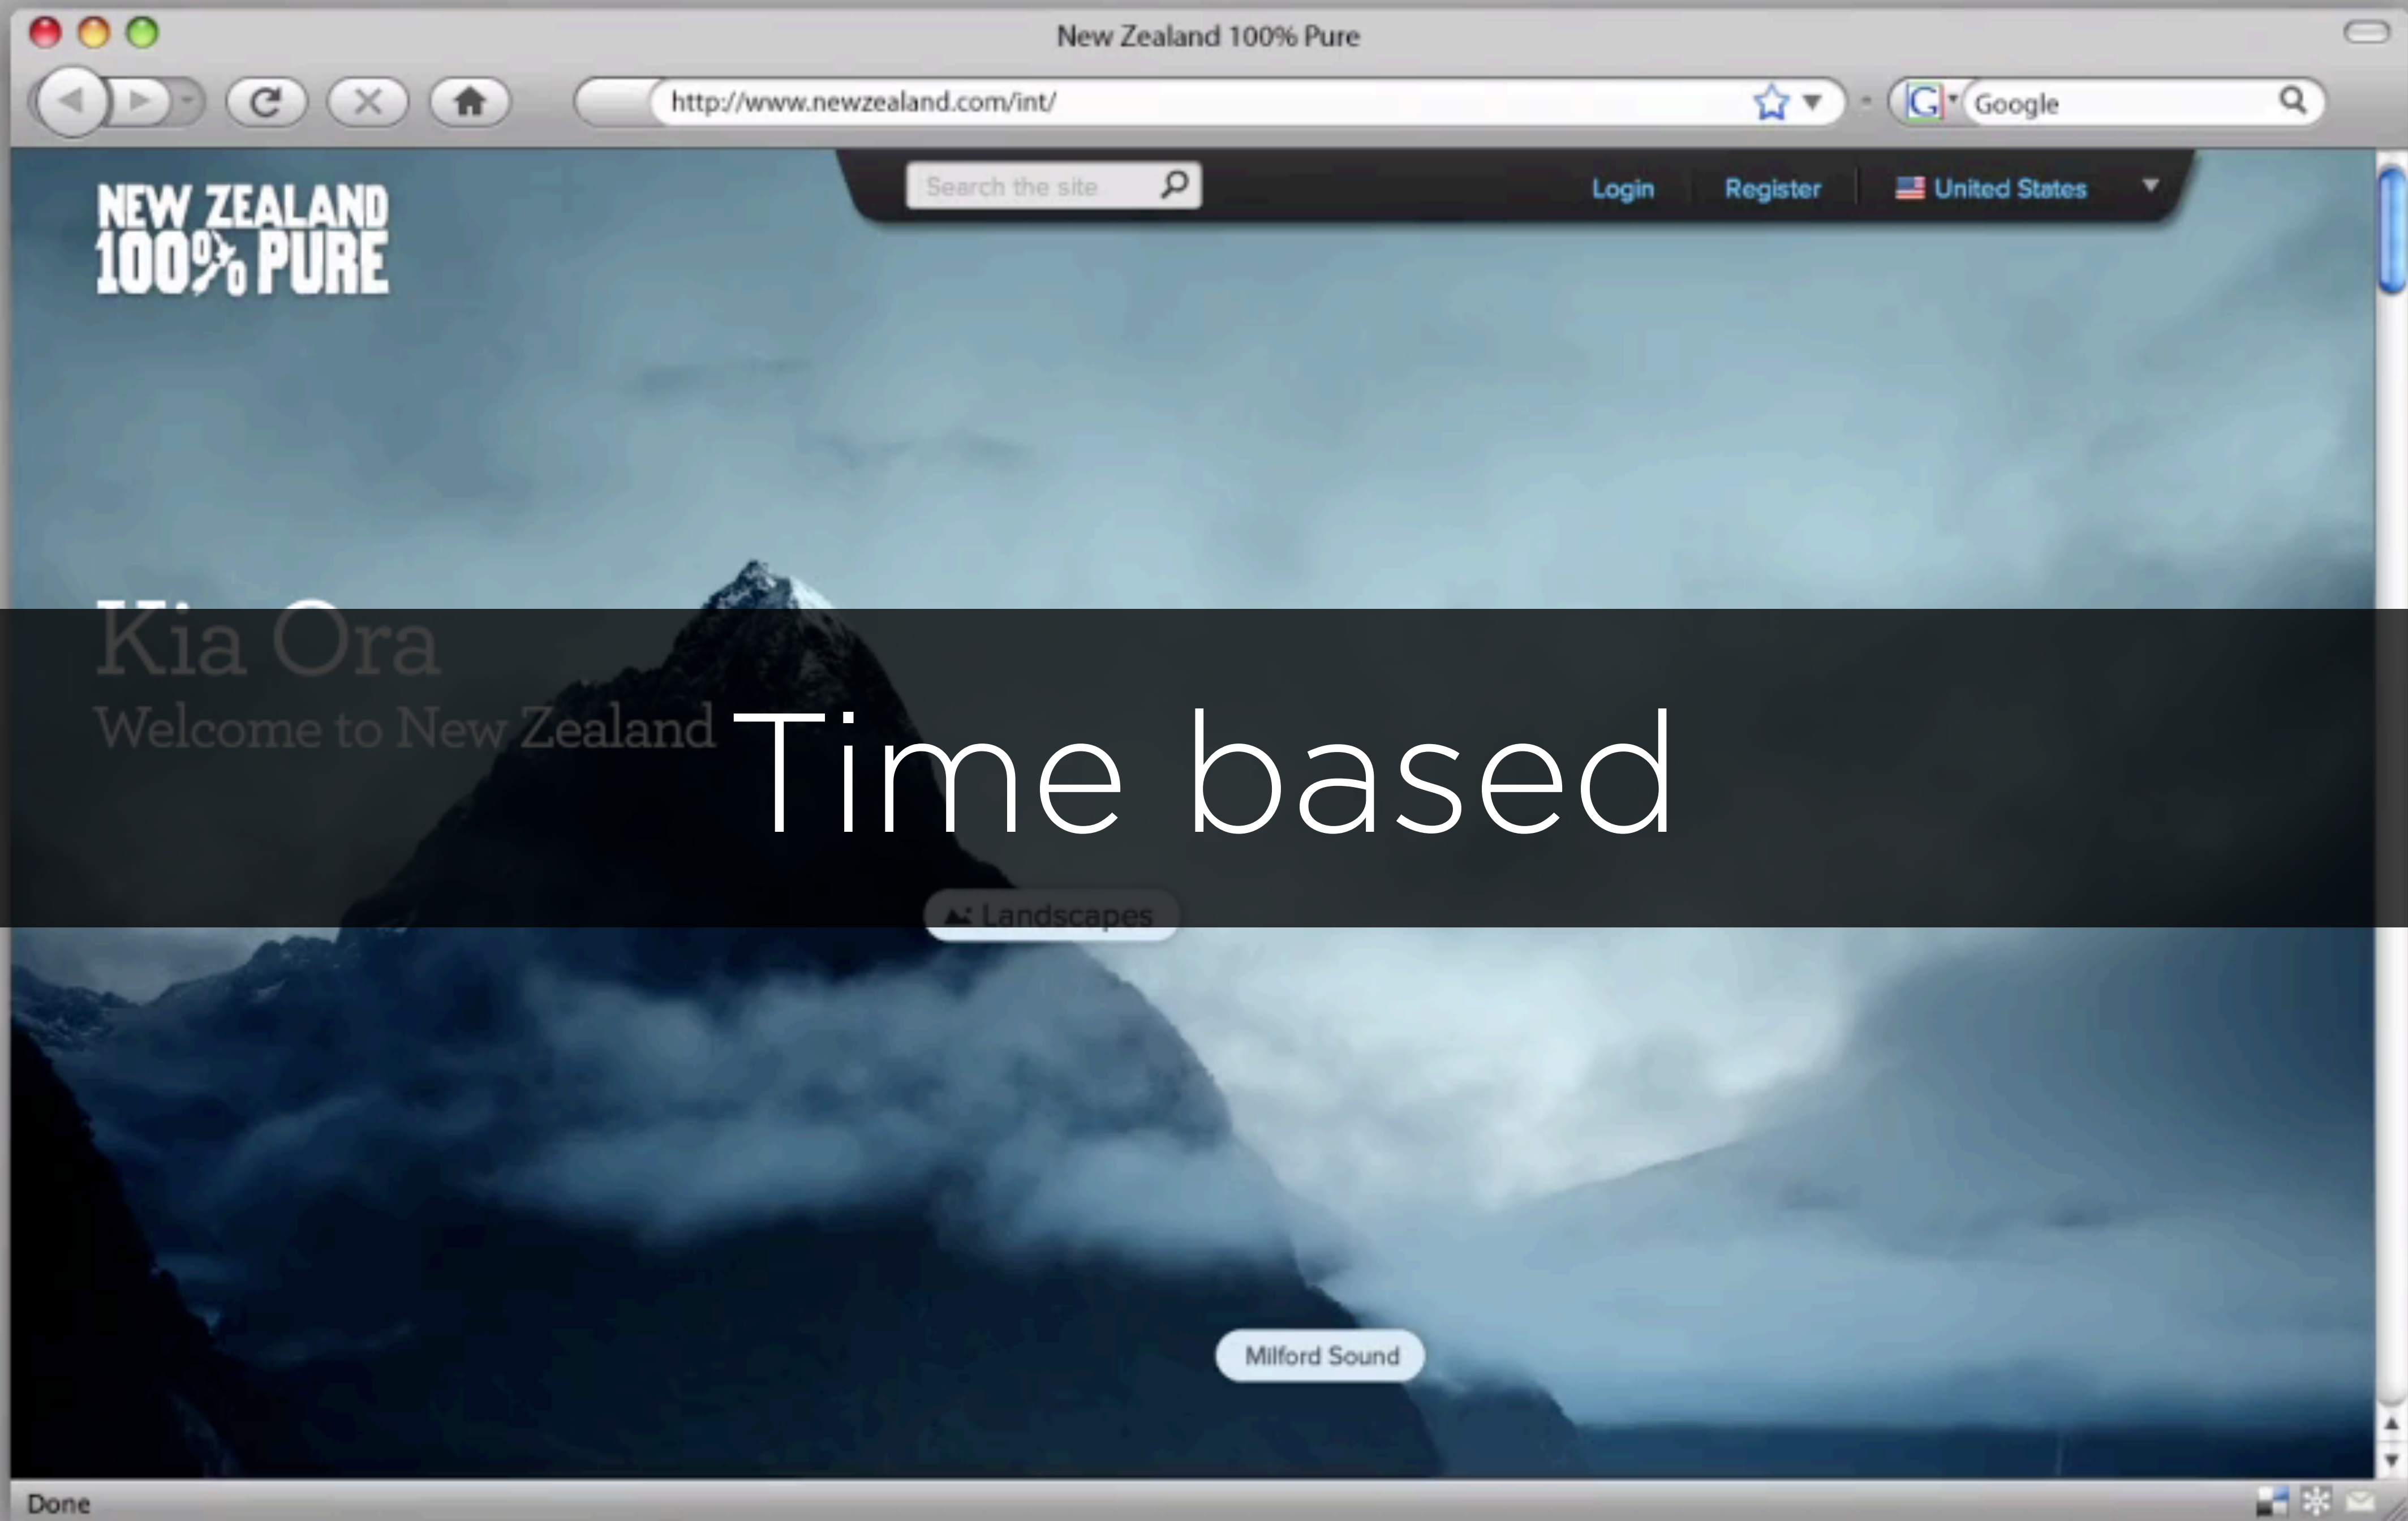 New Zealand 100% Pure
http://www.newzealand.com/int/
Google
NEW ZEALAND
100% PURE
Search the site
Login
Register
United States
Kia Ora
Welcome to New Zealand
Time based
Landscapes
Milford Sound
Done